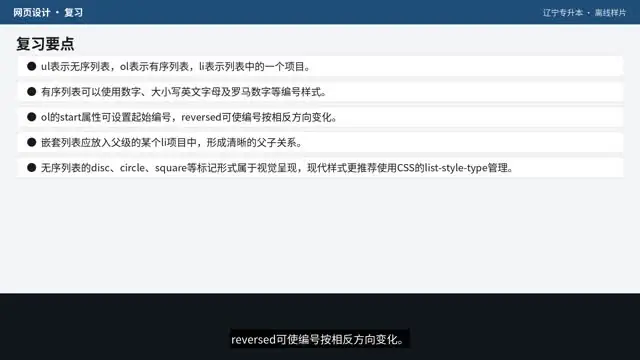 网页设计 · 复习
辽宁专升本 · 离线样片
复习要点
● ul表示无序列表，ol表示有序列表，li表示列表中的一个项目。
● 有序列表可以使用数字、大小写英文字母及罗马数字等编号样式。
● ol的start属性可设置起始编号，reversed可使编号按相反方向变化。
● 嵌套列表应放入父级的某个li项目中，形成清晰的父子关系。
● 无序列表的disc、circle、square等标记形式属于视觉呈现，现代样式更推荐使用CSS的list-style-type管理。
reversed可使编号按相反方向变化。